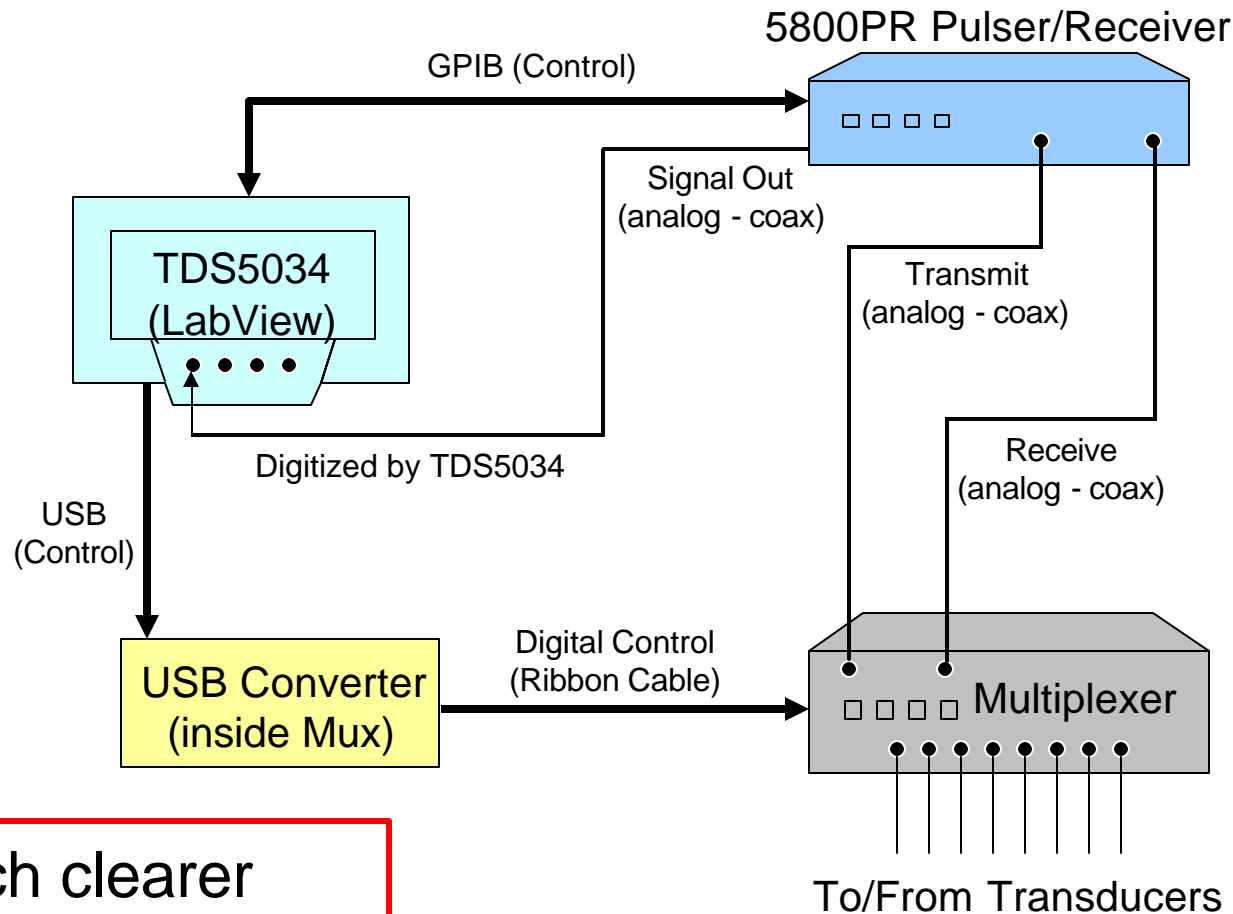 5800PR Pulser/Receiver
GPIB (Control)
Signal Out
(analog - coax)
TDS5034
(LabView)
Transmit
(analog - coax)
Digitized by TDS5034
Receive
(analog - coax)
USB
(Control)
USB Converter
(inside Mux)
Digital Control
(Ribbon Cable)
Multiplexer
clearer
To/From Transducers